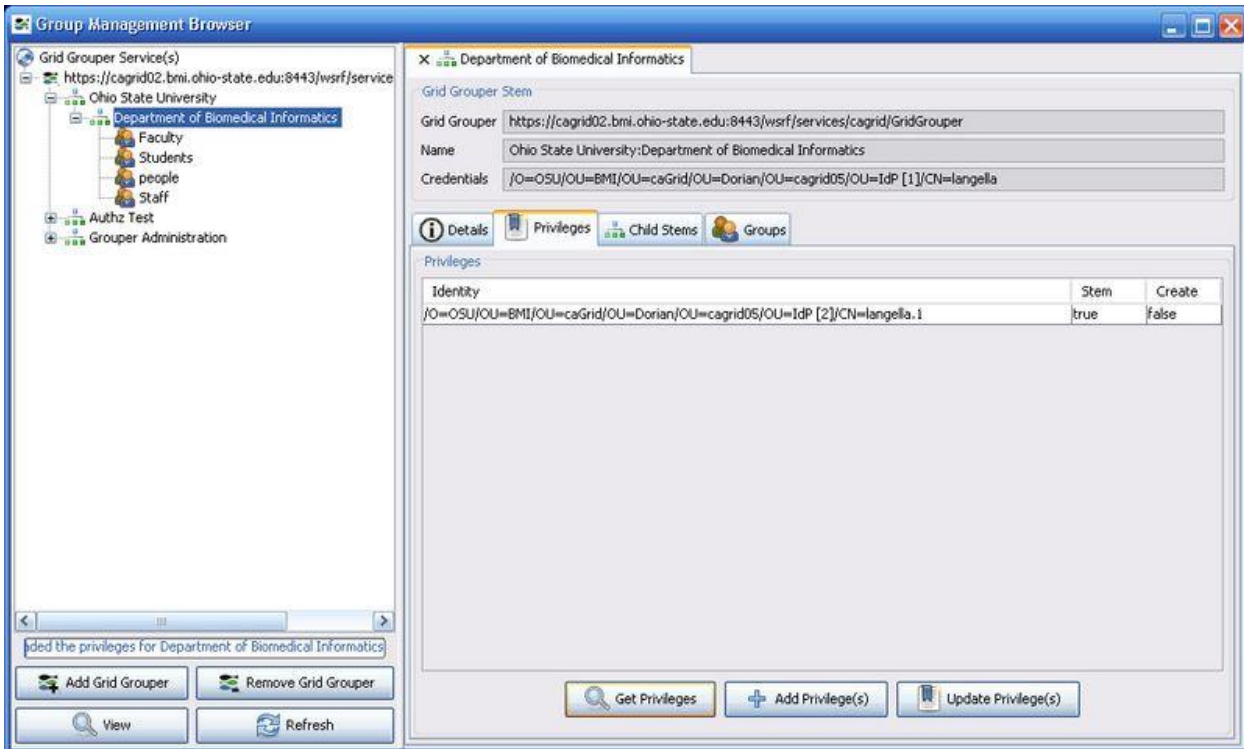 Group Management Browser
Grid Grouper Service(s)
https://cagrid02.bmi.ohio-state.edu:8443/wsrf/service
Ohio State University
Department of Biomedical Informatics
Faculty
Students
people
Staff
Authz Test
Grouper Administration
ded the privileges for Department of Biomedical Informatics
Add Grid Grouper
Remove Grid Grouper
View
Refresh
X Department of Biomedical Informatics
Grid Grouper Stem
Grid Grouper https://cagrid02.bmi.ohio-state.edu:8443/wsrf/services/cagrid/GridGrouper
Name Ohio State University:Department of Biomedical Informatics
Credentials /O=OSU/OU=BMI/OU=caGrid/OU=Dorian/OU=cagrid05/OU=IdP [1]/CN=langella
Details Privileges Child Stems Groups
Privileges
Identity Stem Create
/O=OSU/OU=BMI/OU=caGrid/OU=Dorian/OU=cagrid05/OU=IdP [2]/CN=langella.1 true false
Get Privileges Add Privilege(s) Update Privilege(s)